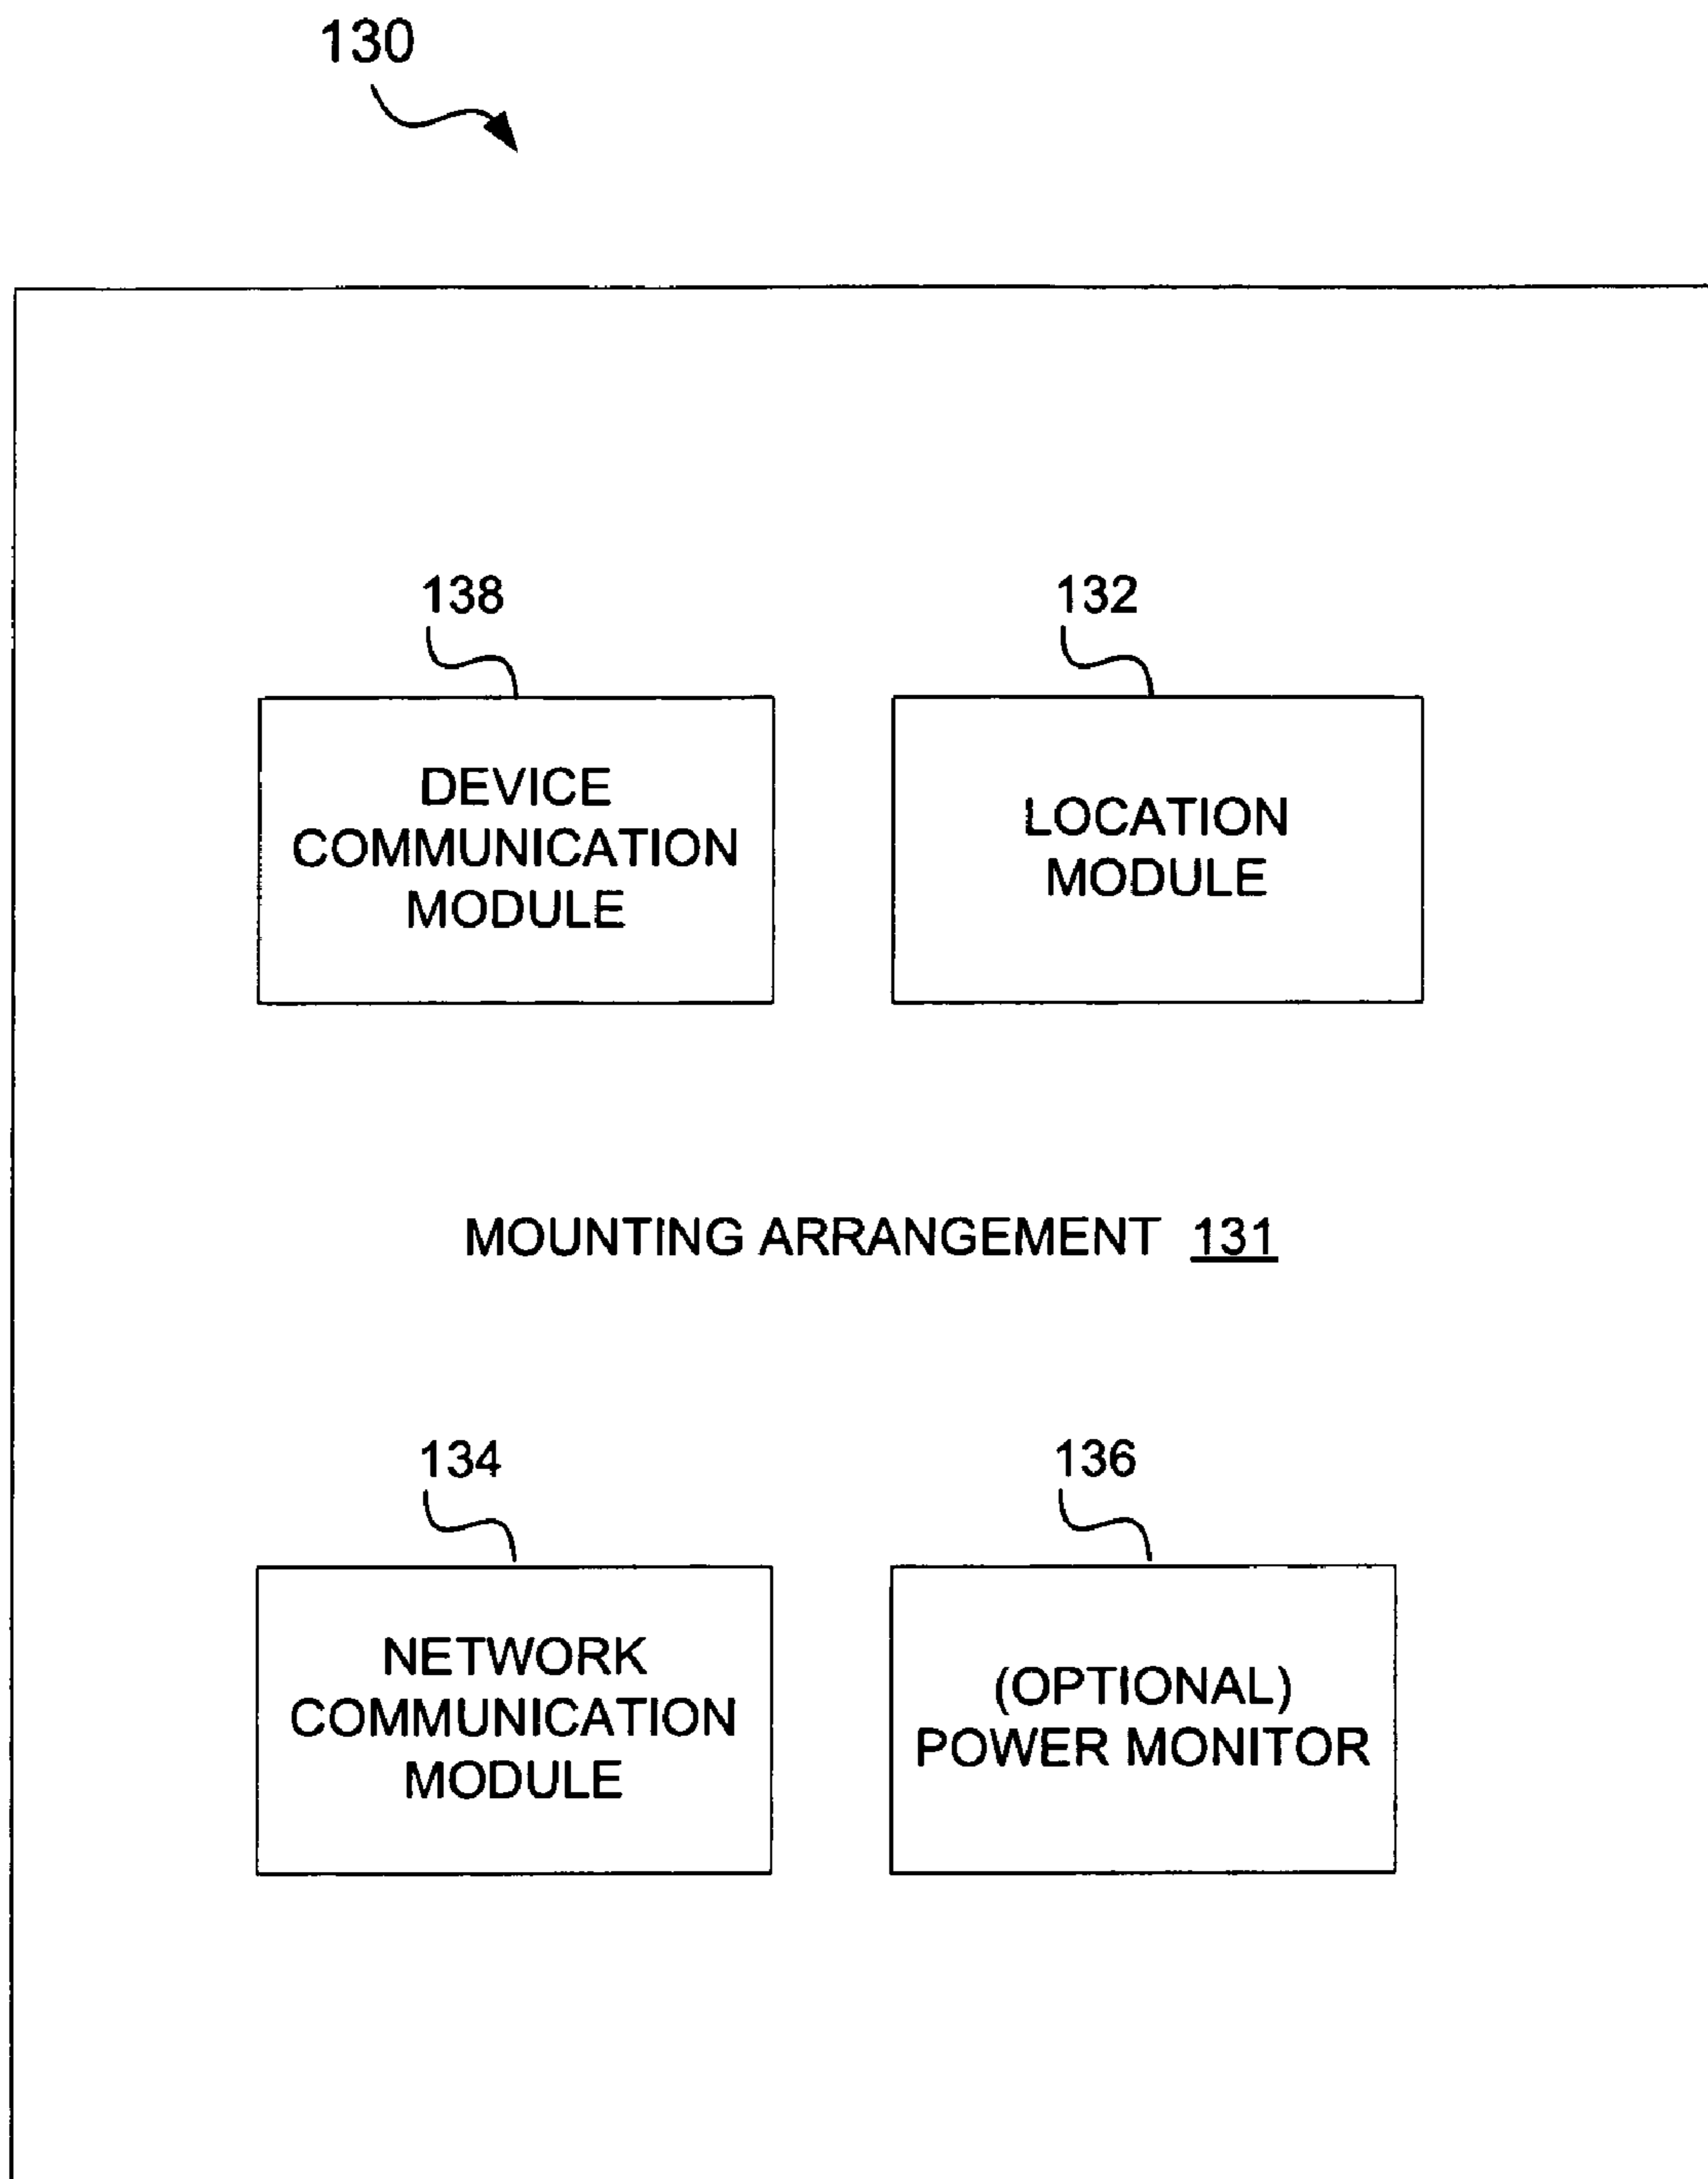 130
138
132
DEVICE
COMMUNICATION
MODULE
LOCATION
MODULE
MOUNTING ARRANGEMENT 131
134
136
NETWORK
COMMUNICATION
MODULE
(OPTIONAL)
POWER MONITOR